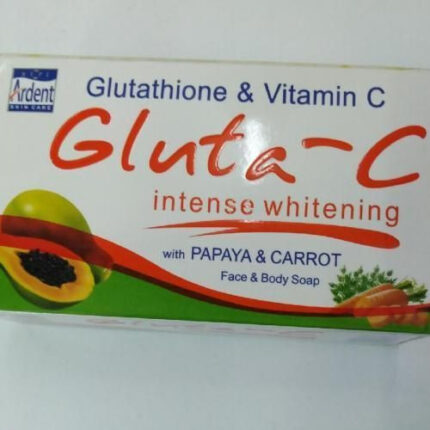 Ardent
SKIN CARE
Glutathione & Vitamin C
Gluta-C
intense whitening
with PAPAYA & CARROT
Face & Body Soap